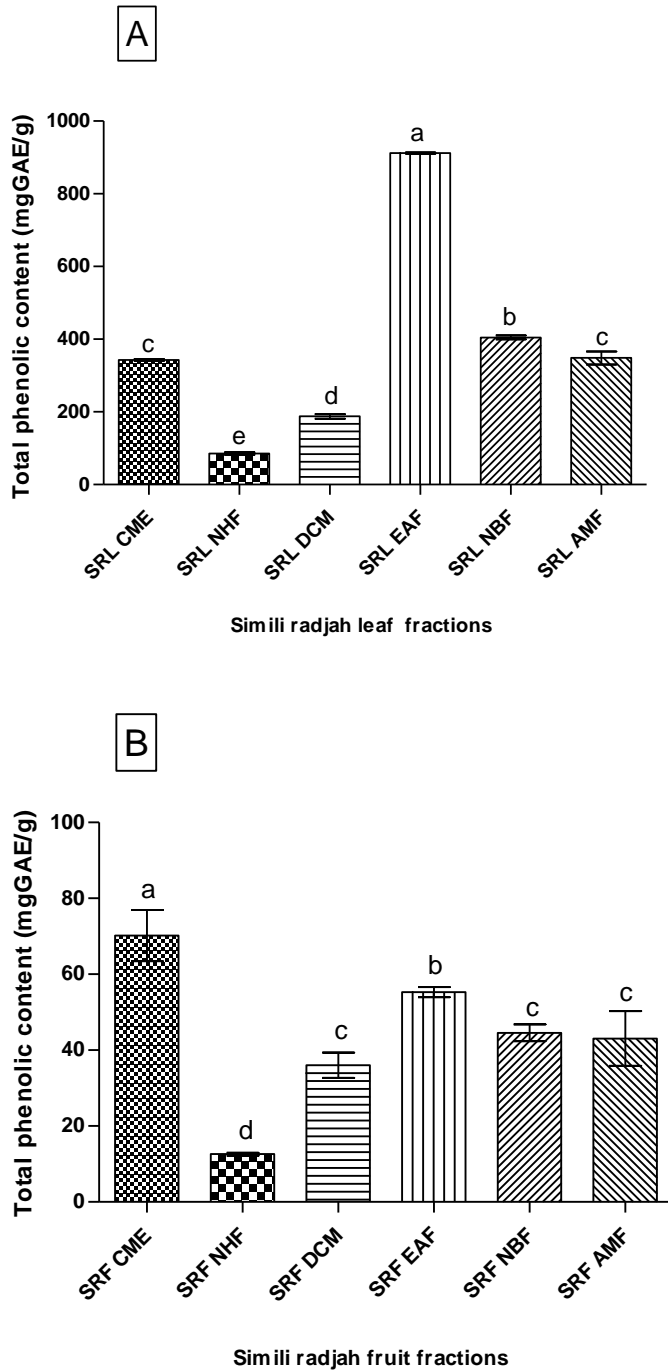 A
Total phenolic content (mgGAE/g)
1000
800
600
400
200
0
c
e
d
a
b
c
SRL CME
SRL NHF
SRL DCM
SRL EAF
SRL NBF
SRL AMF
Simili radjah leaf fractions
B
Total phenolic content (mgGAE/g)
100
80
60
40
20
0
a
d
c
b
c
c
SRF CME
SRF NHF
SRF DCM
SRF EAF
SRF NBF
SRF AMF
Simili radjah fruit fractions